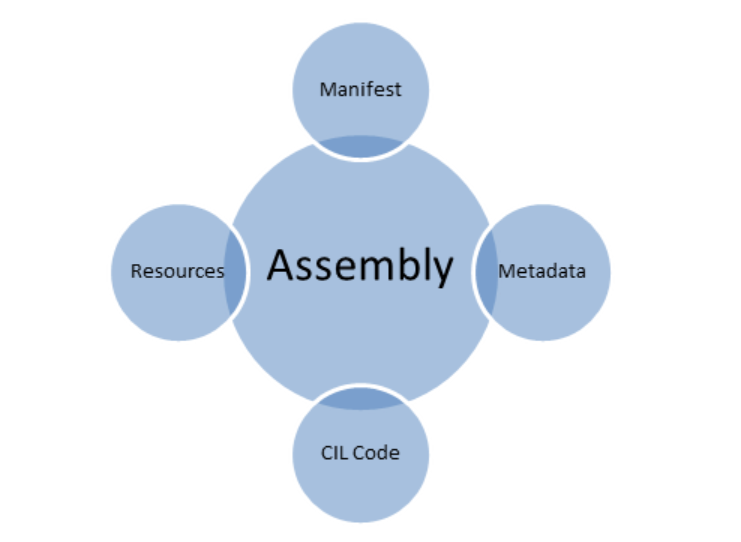 Manifest
Resources
Assembly
Metadata
CIL Code